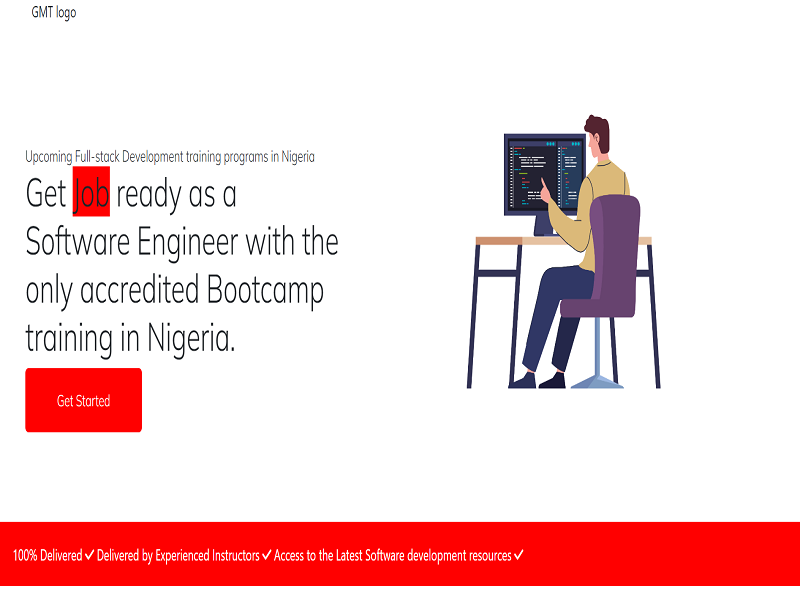 GMT logo
Upcoming Full-stack Development training programs in Nigeria
Get Job ready as a
Software Engineer with the
only accredited Bootcamp
training in Nigeria.
Get Started
100% Delivered ✓ Delivered by Experienced Instructors ✓ Access to the Latest Software development resources ✓